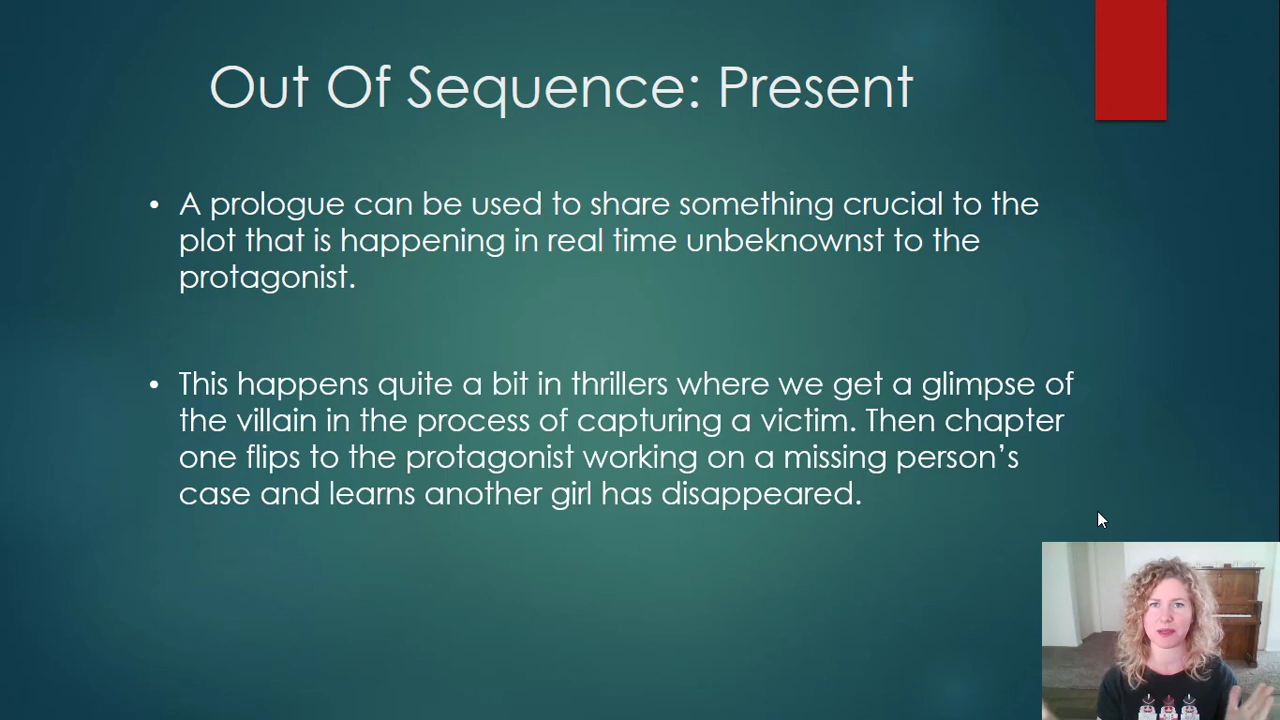 Out Of Sequence: Present
• A prologue can be used to share something crucial to the
plot that is happening in real time unbeknownst to the
protagonist.
• This happens quite a bit in thrillers where we get a glimpse of
the villain in the process of capturing a victim. Then chapter
one flips to the protagonist working on a missing person’s
case and learns another girl has disappeared.